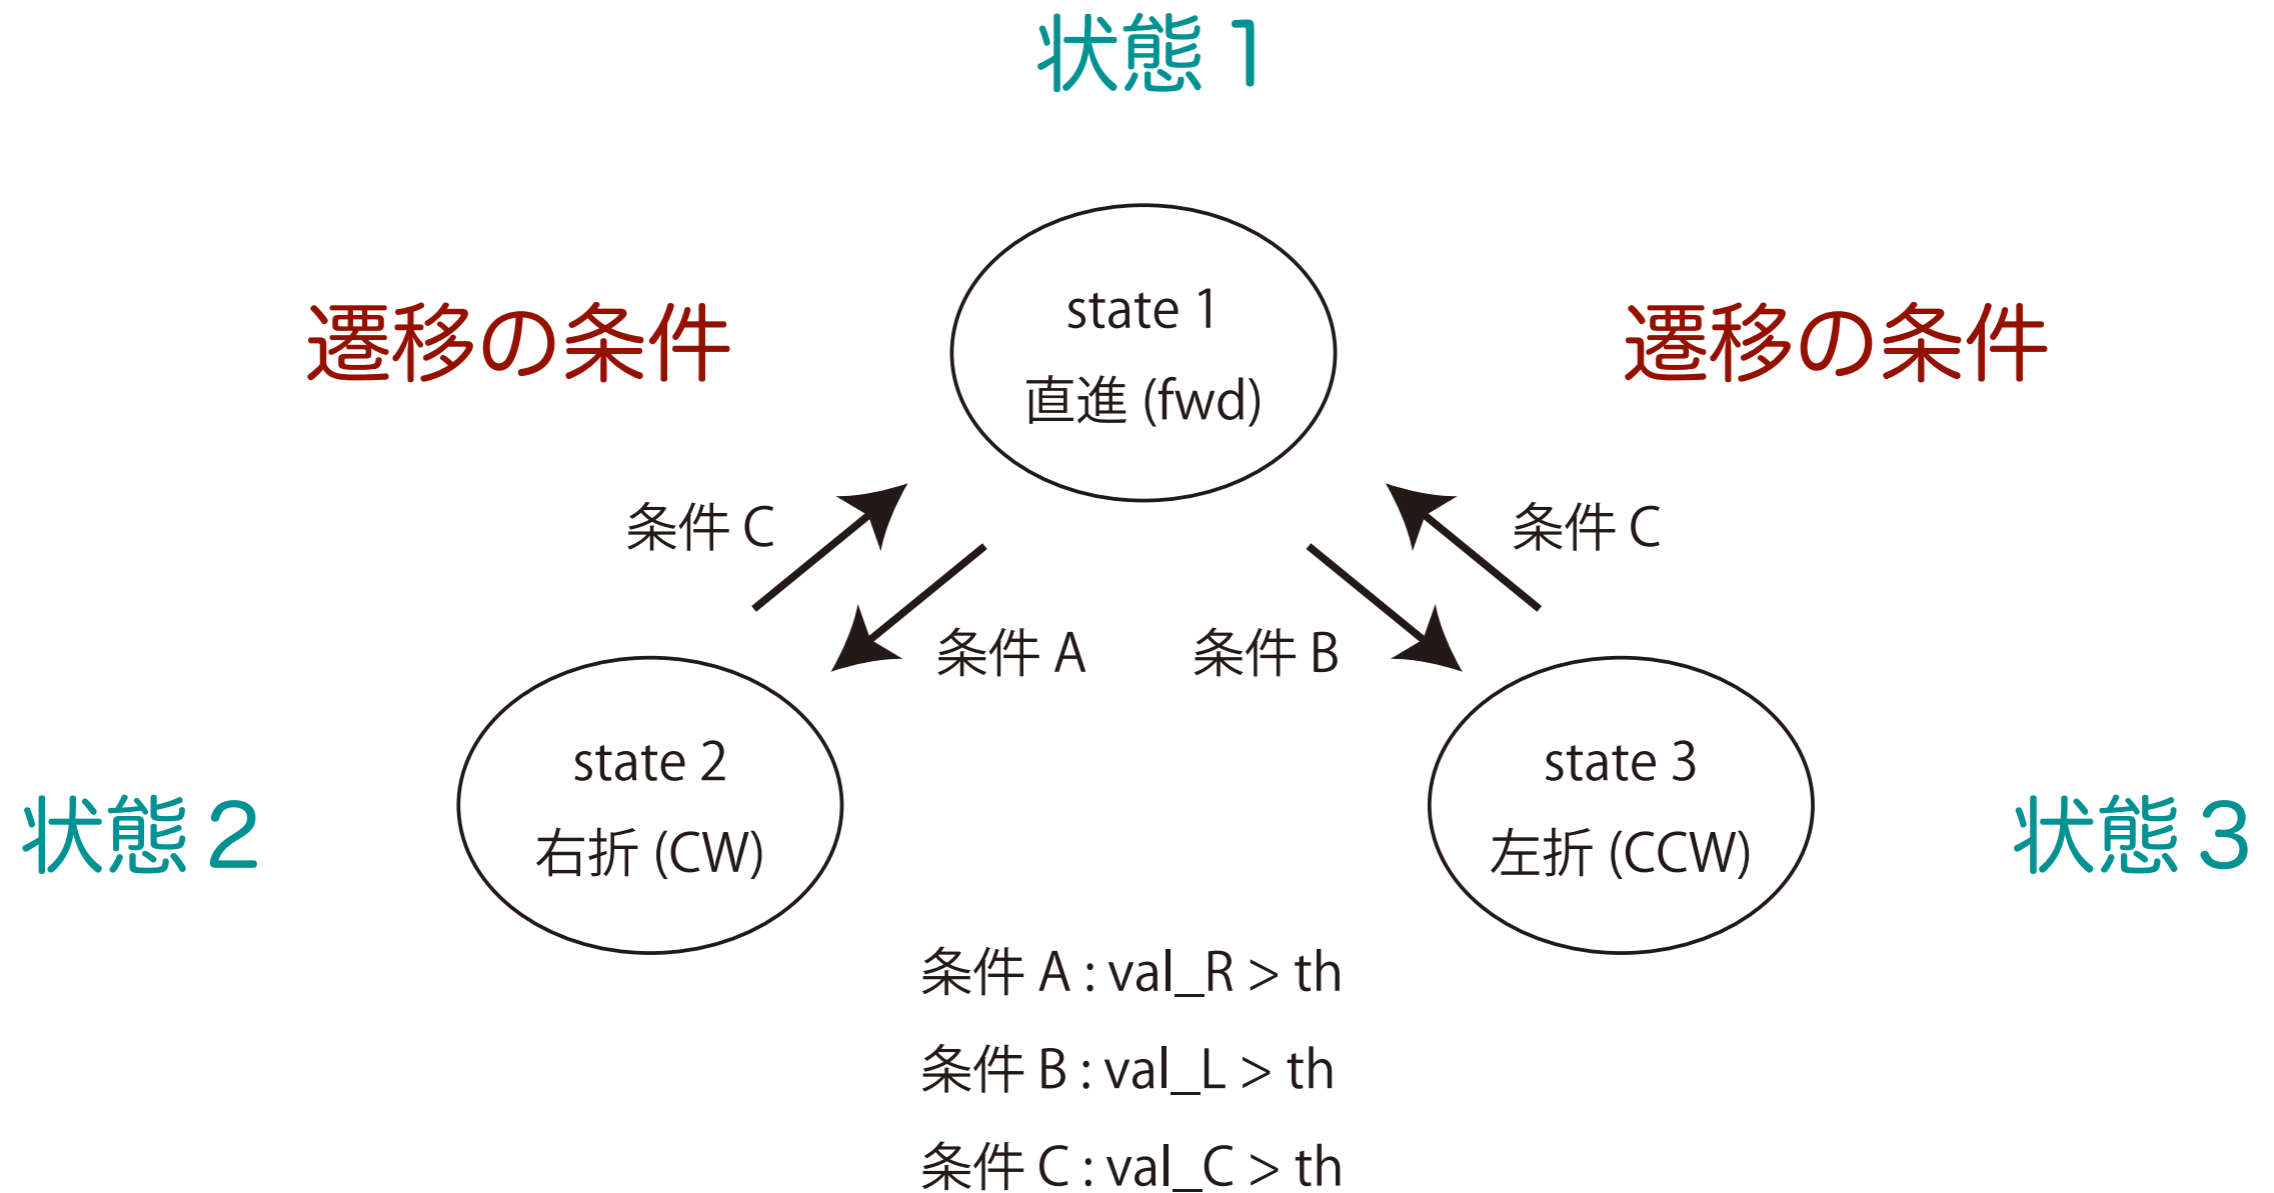 状態1
遷移の条件
遷移の条件
state 1
直進 (fwd)
条件 C
条件 C
条件 A
条件 B
state 2
右折 (CW)
state 3
左折 (CCW)
状態2
状態3
条件 A : val_R > th
条件 B : val_L > th
条件 C : val_C > th